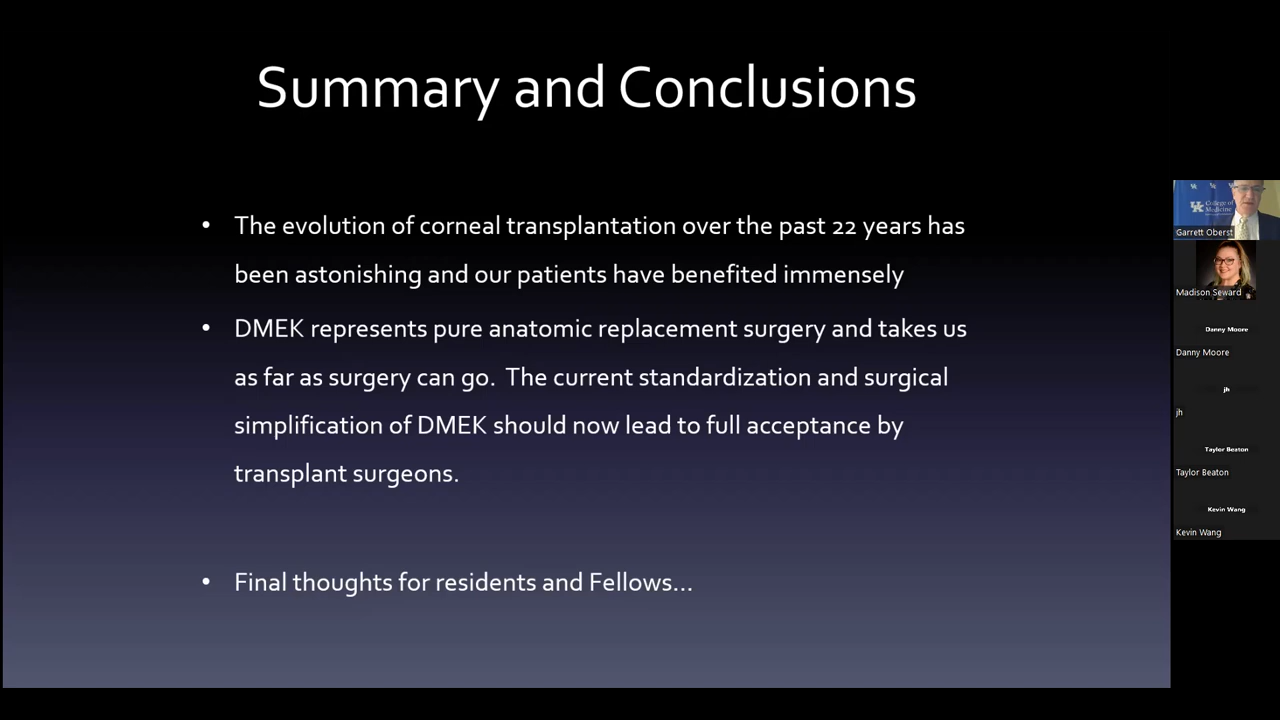 Summary and Conclusions
• The evolution of corneal transplantation over the past 22 years has
been astonishing and our patients have benefited immensely
• DMEK represents pure anatomic replacement surgery and takes us
as far as surgery can go. The current standardization and surgical
simplification of DMEK should now lead to full acceptance by
transplant surgeons.
• Final thoughts for residents and Fellows...
UK College of
Medicine
Garrett Oberst
Madison Seward
Danny Moore
Danny Moore
jh
jh
Taylor Beaton
Taylor Beaton
Kevin Wang
Kevin Wang